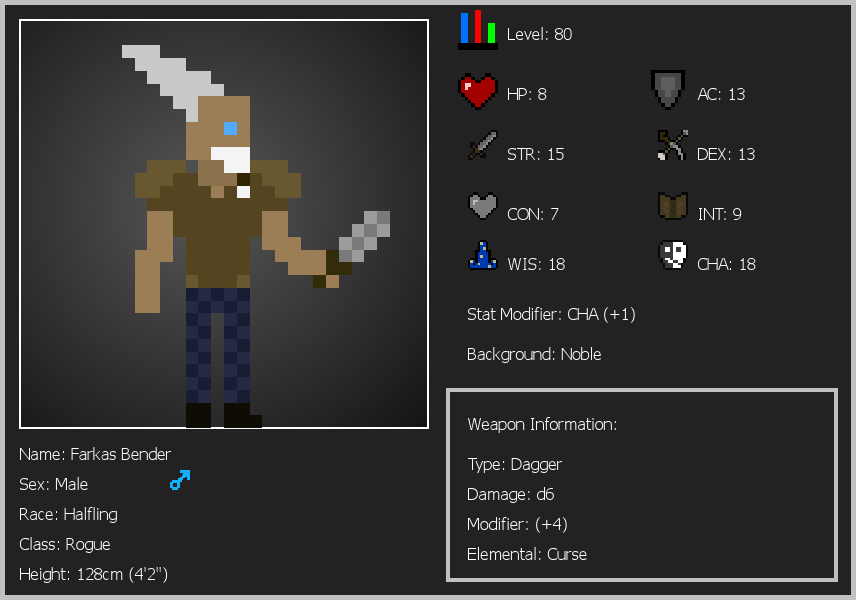 Level: 80
HP: 8
AC: 13
STR: 15
DEX: 13
CON: 7
INT: 9
WIS: 18
CHA: 18
Stat Modifier: CHA (+1)
Background: Noble
Weapon Information:
Type: Dagger
Damage: d6
Modifier: (+4)
Elemental: Curse
Name: Farkas Bender
Sex: Male
Race: Halfling
Class: Rogue
Height: 128cm (4'2")